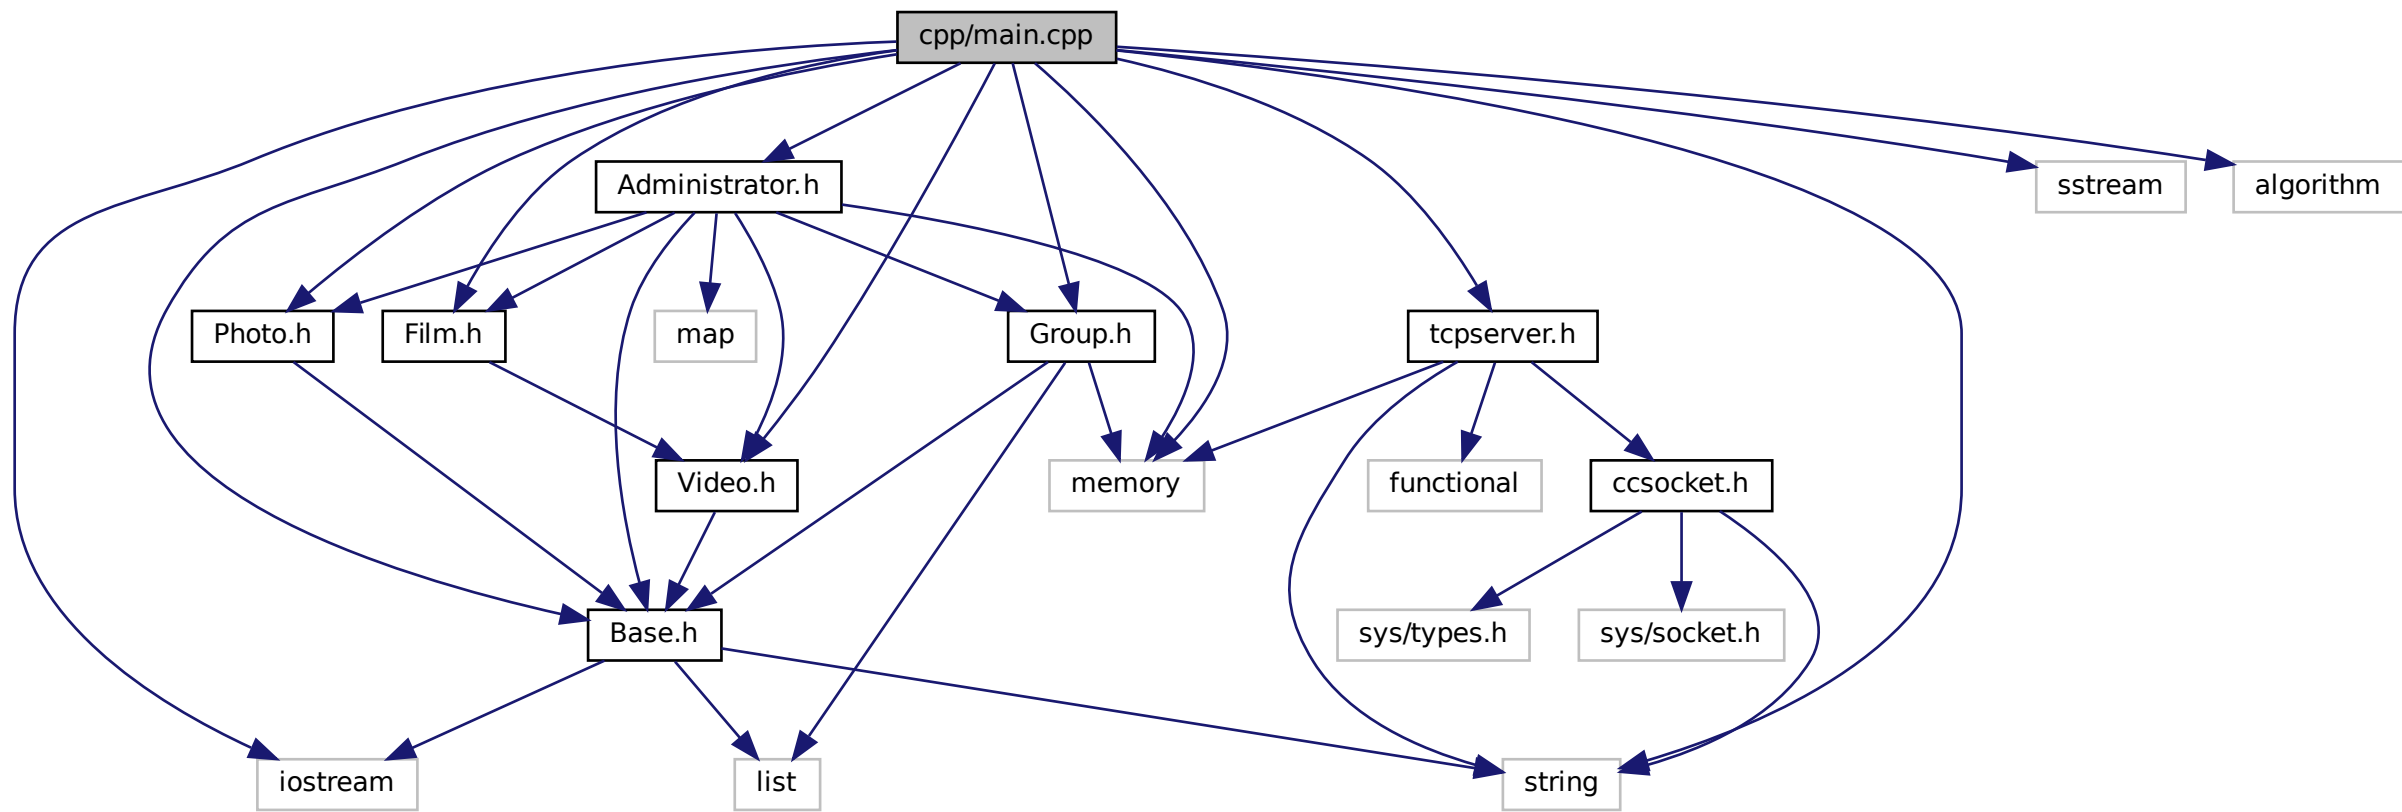 cpp/main.cpp
Administrator.h
sstream
algorithm
Photo.h
Film.h
map
Group.h
tcpserver.h
Video.h
memory
functional
ccsocket.h
Base.h
sys/types.h
sys/socket.h
iostream
list
string